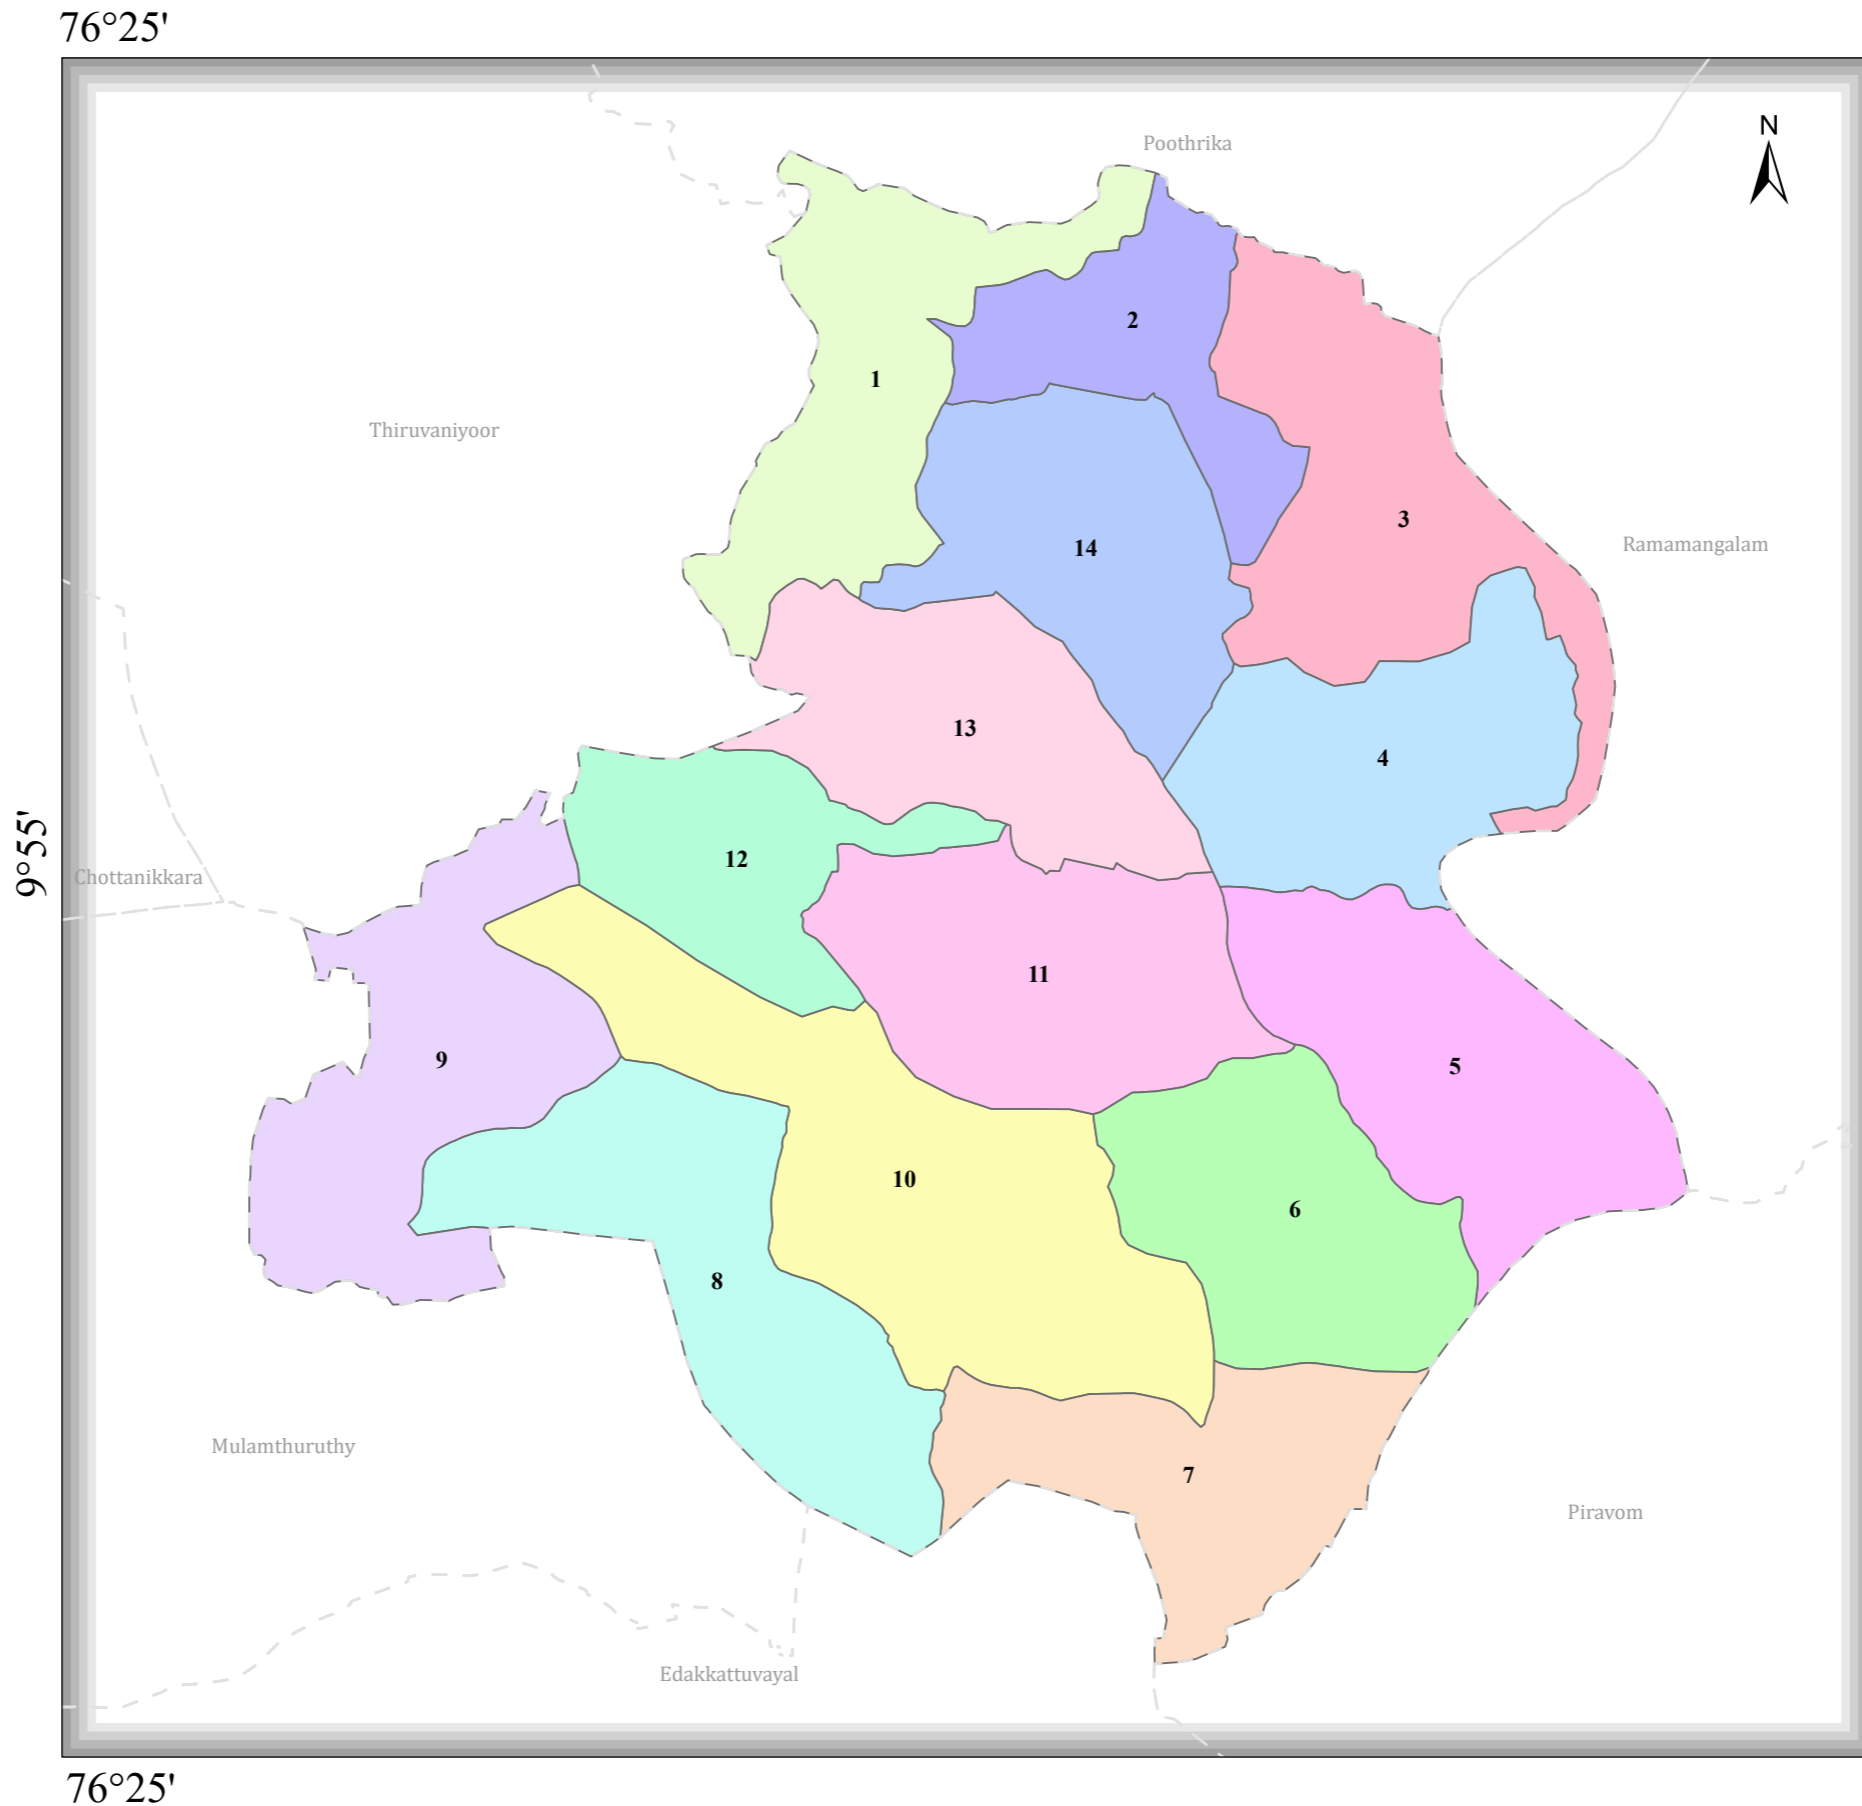 76°25'
N
Poothrika
2
1
Thiruvaniyoor
3
14
Ramamangalam
13
4
9°55'
12
Chottanikkara
11
9
5
10
6
8
Mulamthuruthy
7
Piravom
Edakkattuvayal
76°25'